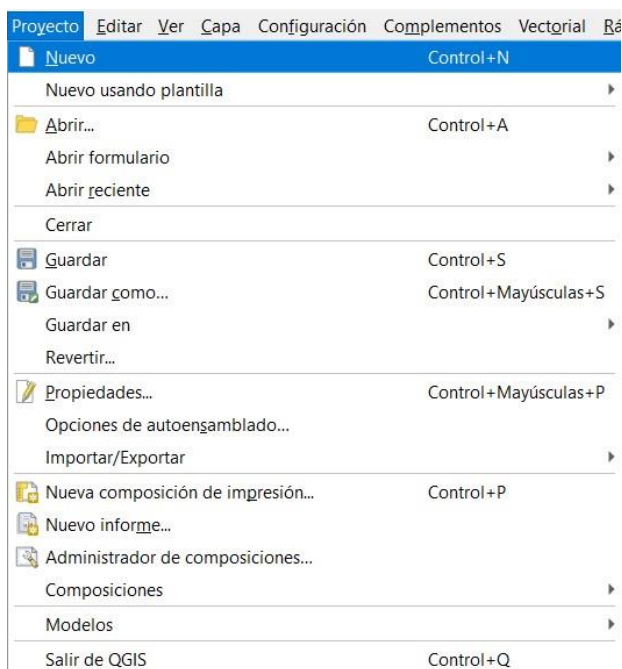 Proyecto Editar Ver Capa Configuración Complementos Vectorial Rá
Nuevo Control+N
Nuevo usando plantilla
Abrir... Control+A
Abrir formulario
Abrir reciente
Cerrar
Guardar Control+S
Guardar como... Control+Mayúsculas+S
Guardar en
Revertir...
Propiedades... Control+Mayúsculas+P
Opciones de autoensamblado...
Importar/Exportar
Nueva composición de impresión... Control+P
Nuevo informe...
Administrador de composiciones...
Composiciones
Modelos
Salir de QGIS Control+Q